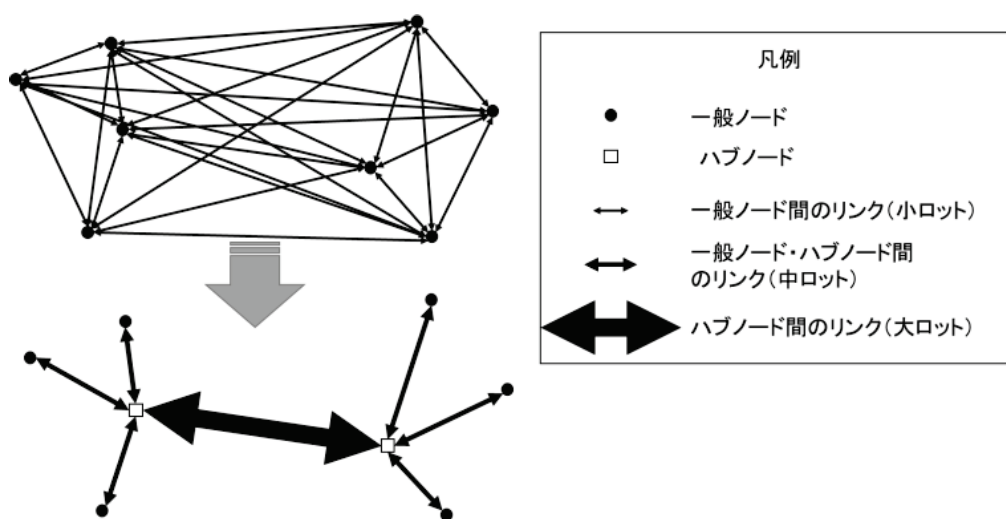 凡例
一般ノード
ハブノード
一般ノード間のリンク(小ロット)
一般ノード・ハブノード間
のリンク(中ロット)
ハブノード間のリンク(大ロット)